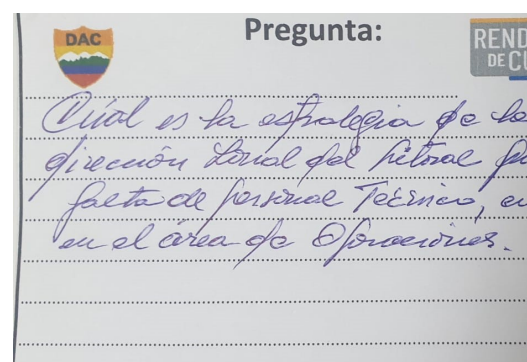 DAC
Pregunta:
REND
DE CU
Cuál es la estrategia de la
dirección Zonal del Litoral
falta de personal Técnico, en
en el área de Operaciones.